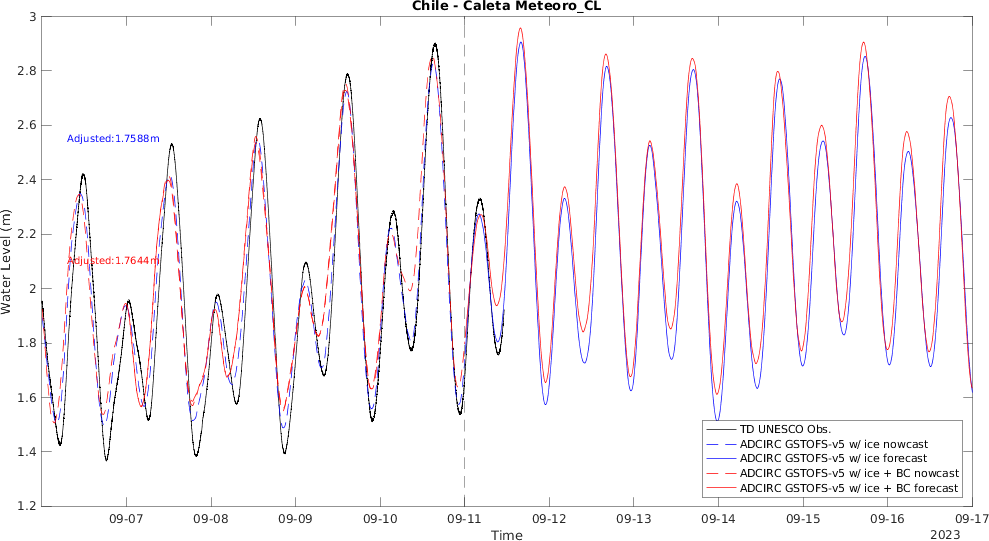 Chile - Caleta Meteoro_CL
3
2.8
2.6
2.4
2.2
2
1.8
1.6
1.4
1.2
Water Level (m)
Adjusted:1.7588m
Adjusted:1.7644m
TD UNESCO Obs.
ADCIRC GSTOFS-v5 w/ ice nowcast
ADCIRC GSTOFS-v5 w/ ice forecast
ADCIRC GSTOFS-v5 w/ ice + BC nowcast
ADCIRC GSTOFS-v5 w/ ice + BC forecast
09-07 09-08 09-09 09-10 09-11 09-12 09-13 09-14 09-15 09-16 09-17
Time
2023